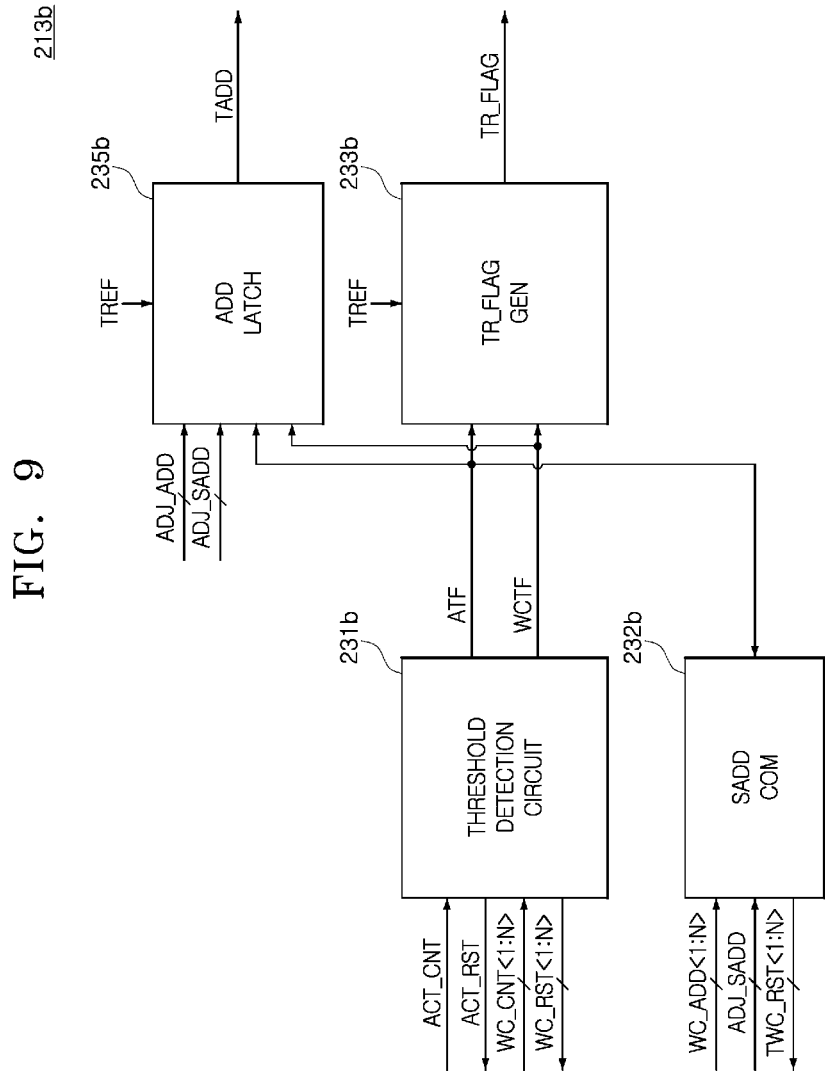 FIG. 9
213b
235b
TREF
ADD
LATCH
ADJ_ADD
ADJ_SADD
TADD
233b
TREF
TR_FLAG
GEN
TR_FLAG
231b
THRESHOLD
DETECTION
CIRCUIT
ACT_CNT
ACT_RST
WC_CNT<1:N>
WC_RST<1:N>
ATF
WCTF
232b
SADD
COM
WC_ADD<1:N>
ADJ_SADD
TWC_RST<1:N>